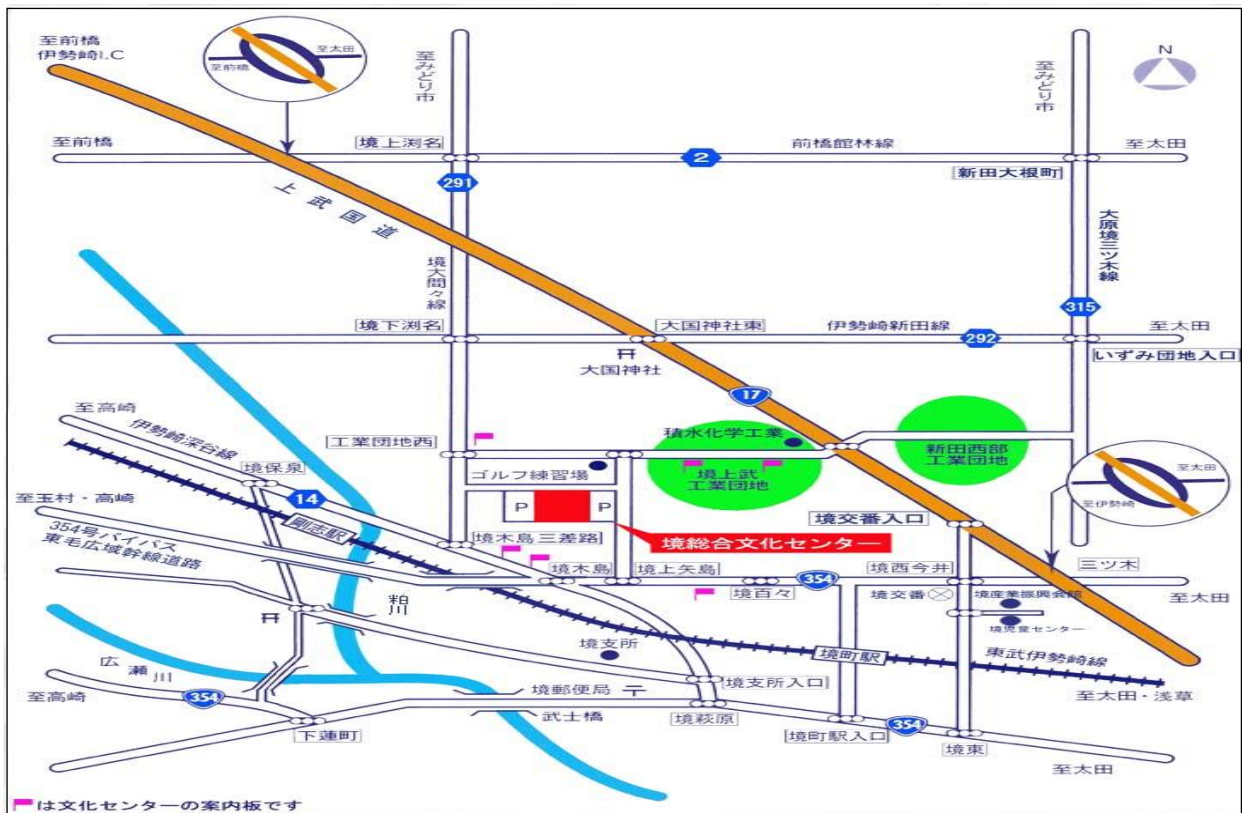 至前橋
伊勢崎I.C
至太田
至前橋
至みどり市
至みどり市
N
至前橋
境上渕名
2
前橋館林線
至太田
新田大根町
291
上武国道
大原境三ツ木線
境大間々線
315
境下渕名
大国神社東
伊勢崎新田線
292
至太田
いずみ団地入口
大国神社
17
至高崎
伊勢崎深谷線
工業団地西
積水化学工業
新田西部
工業団地
境保泉
ゴルフ練習場
境上武
工業団地
至太田
至伊勢崎
至玉村・高崎
14
P
P
境交番入口
354号バイパス
東毛広域幹線道路
剛志駅
境木島三差路
境総合文化センター
三ツ木
境木島
境上矢島
境百々
354
境西今井
至太田
粕川
境交番
境産業振興会館
境児童センター
境支所
境町駅
東武伊勢崎線
広瀬川
境支所入口
至太田・浅草
至高崎
354
境郵便局
〒
武士橋
下蓮町
境萩原
境町駅入口
354
境東
至太田
は文化センターの案内板です